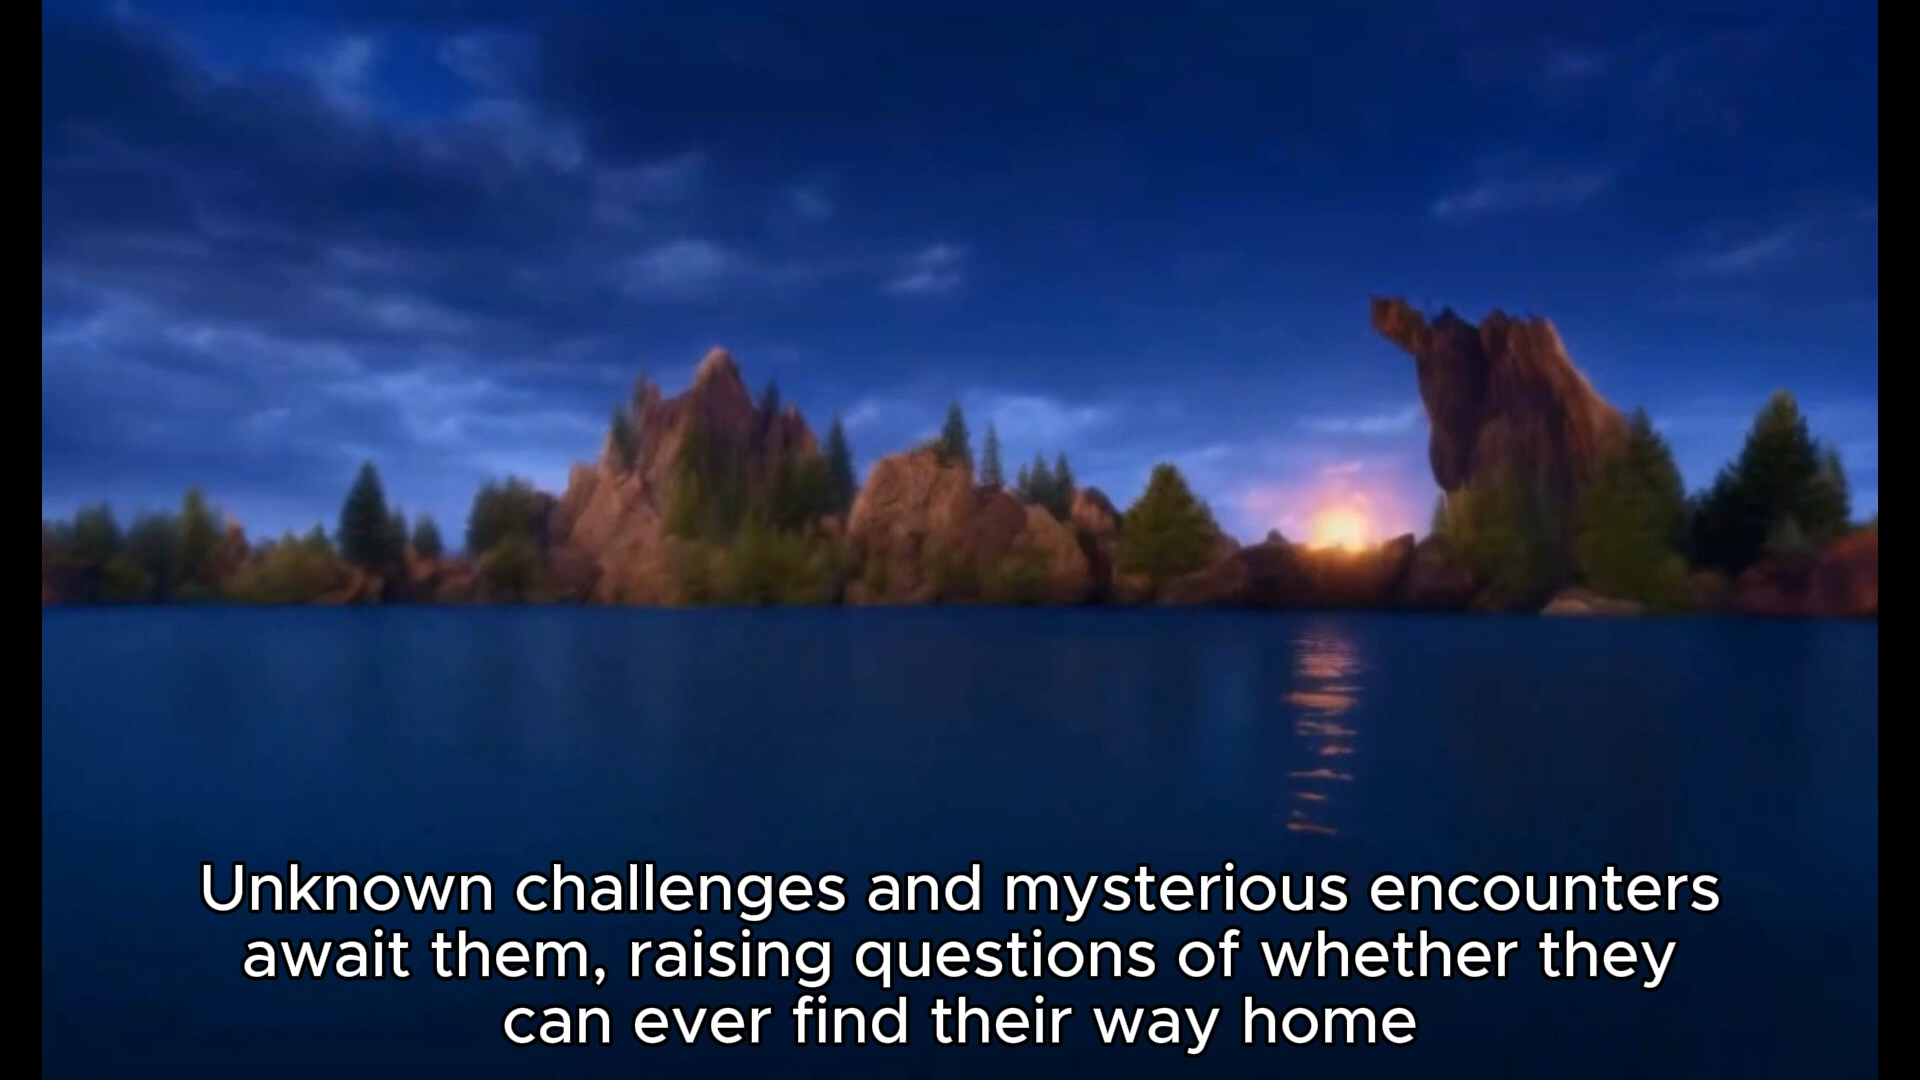 Unknown challenges and mysterious encounters
await them, raising questions of whether they
can ever find their way home